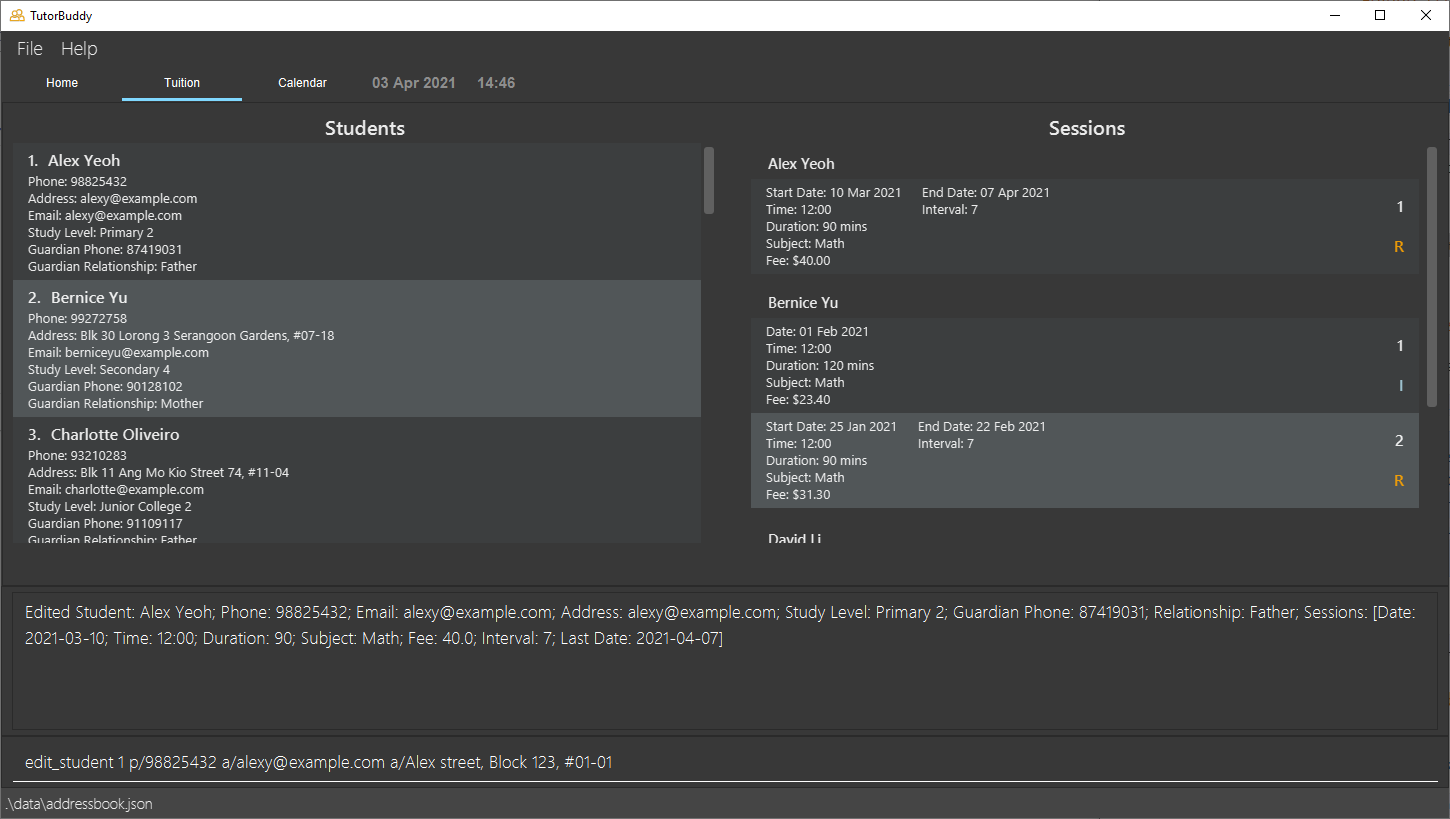 TutorBuddy
File Help
Home Tuition Calendar 03 Apr 2021 14:46
Students
1. Alex Yeoh
Phone: 98825432
Address: alexy@example.com
Email: alexy@example.com
Study Level: Primary 2
Guardian Phone: 87419031
Guardian Relationship: Father
2. Bernice Yu
Phone: 99272758
Address: Blk 30 Lorong 3 Serangoon Gardens, #07-18
Email: berniceyu@example.com
Study Level: Secondary 4
Guardian Phone: 90128102
Guardian Relationship: Mother
3. Charlotte Oliveiro
Phone: 93210283
Address: Blk 11 Ang Mo Kio Street 74, #11-04
Email: charlotte@example.com
Study Level: Junior College 2
Guardian Phone: 91109117
Guardian Relationship: Father
Sessions
Alex Yeoh
Start Date: 10 Mar 2021 End Date: 07 Apr 2021
Time: 12:00 Interval: 7
1
Duration: 90 mins
Subject: Math
R
Fee: $40.00
Bernice Yu
Date: 01 Feb 2021
Time: 12:00
1
Duration: 120 mins
Subject: Math
I
Fee: $23.40
Start Date: 25 Jan 2021 End Date: 22 Feb 2021
Time: 12:00 Interval: 7
2
Duration: 90 mins
Subject: Math
R
Fee: $31.30
David Li
Edited Student: Alex Yeoh; Phone: 98825432; Email: alexy@example.com; Address: alexy@example.com; Study Level: Primary 2; Guardian Phone: 87419031; Relationship: Father; Sessions: [Date:
2021-03-10; Time: 12:00; Duration: 90; Subject: Math; Fee: 40.0; Interval: 7; Last Date: 2021-04-07]
edit_student 1 p/98825432 a/alexy@example.com a/Alex street, Block 123, #01-01
.\data\addressbook.json